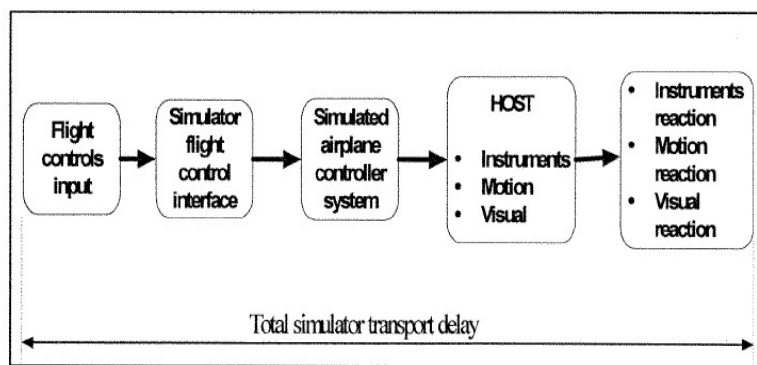 Flight
controls
input
Simulator
flight
control
interface
Simulated
airplane
controller
system
HOST
• Instruments
• Motion
• Visual
• Instruments
reaction
• Motion
reaction
• Visual
reaction
Total simulator transport delay